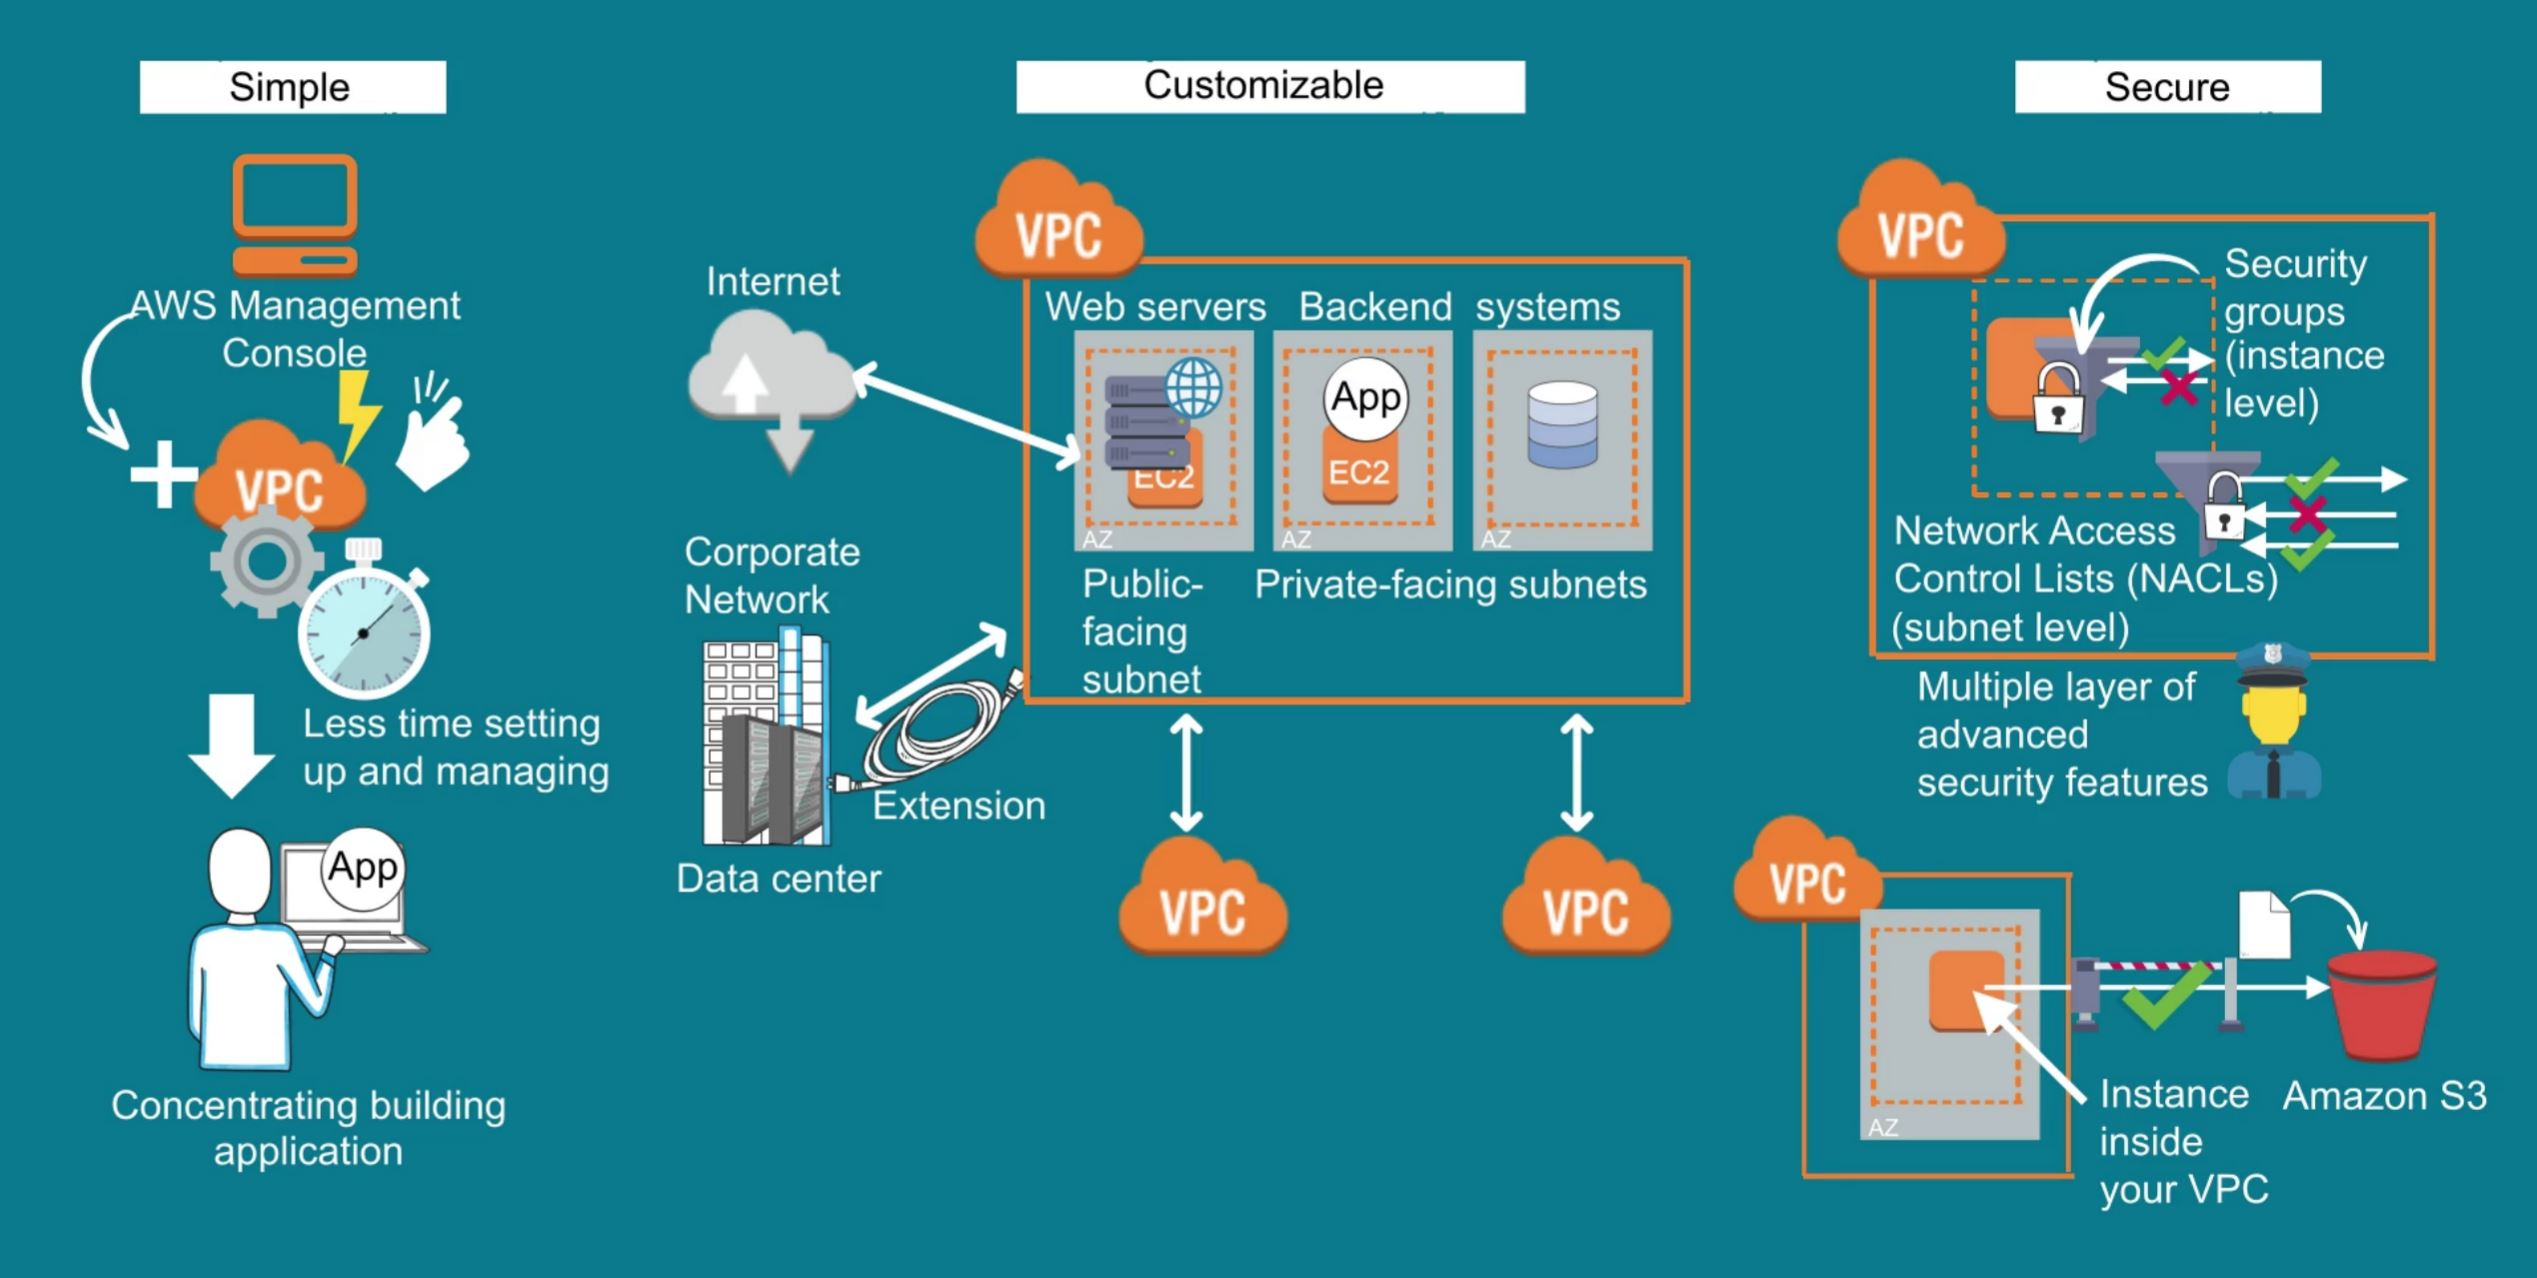 Simple
AWS Management
Console
VPC
Less time setting
up and managing
App
Concentrating building
application
Customizable
VPC
Internet
Web servers
Backend systems
App
EC2
EC2
AZ
AZ
AZ
Public-
facing
subnet
Private-facing subnets
Corporate
Network
Extension
Data center
VPC
VPC
Secure
VPC
Security
groups
(instance
level)
Network Access
Control Lists (NACLs)
(subnet level)
Multiple layer of
advanced
security features
VPC
AZ
Instance
inside
your VPC
Amazon S3